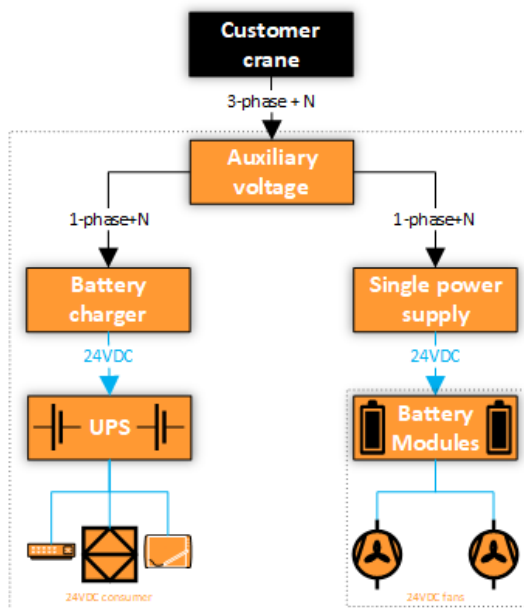 Customer
crane
3-phase + N
Auxiliary
voltage
1-phase+N
1-phase+N
Battery
charger
Single power
supply
24VDC
24VDC
UPS
Battery
Modules
24VDC consumer
24VDC fans